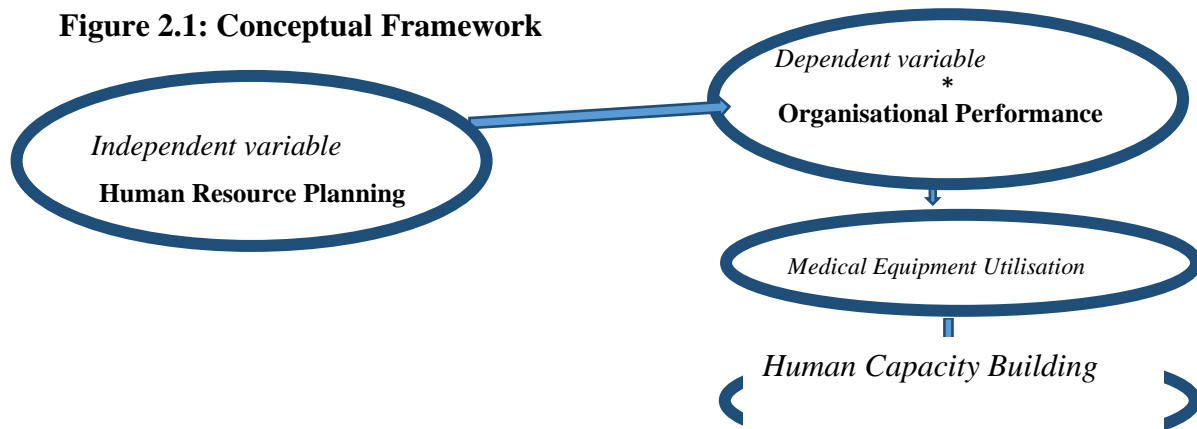 Figure 2.1: Conceptual Framework
Independent variable
Human Resource Planning
Dependent variable
*
Organisational Performance
Medical Equipment Utilisation
Human Capacity Building